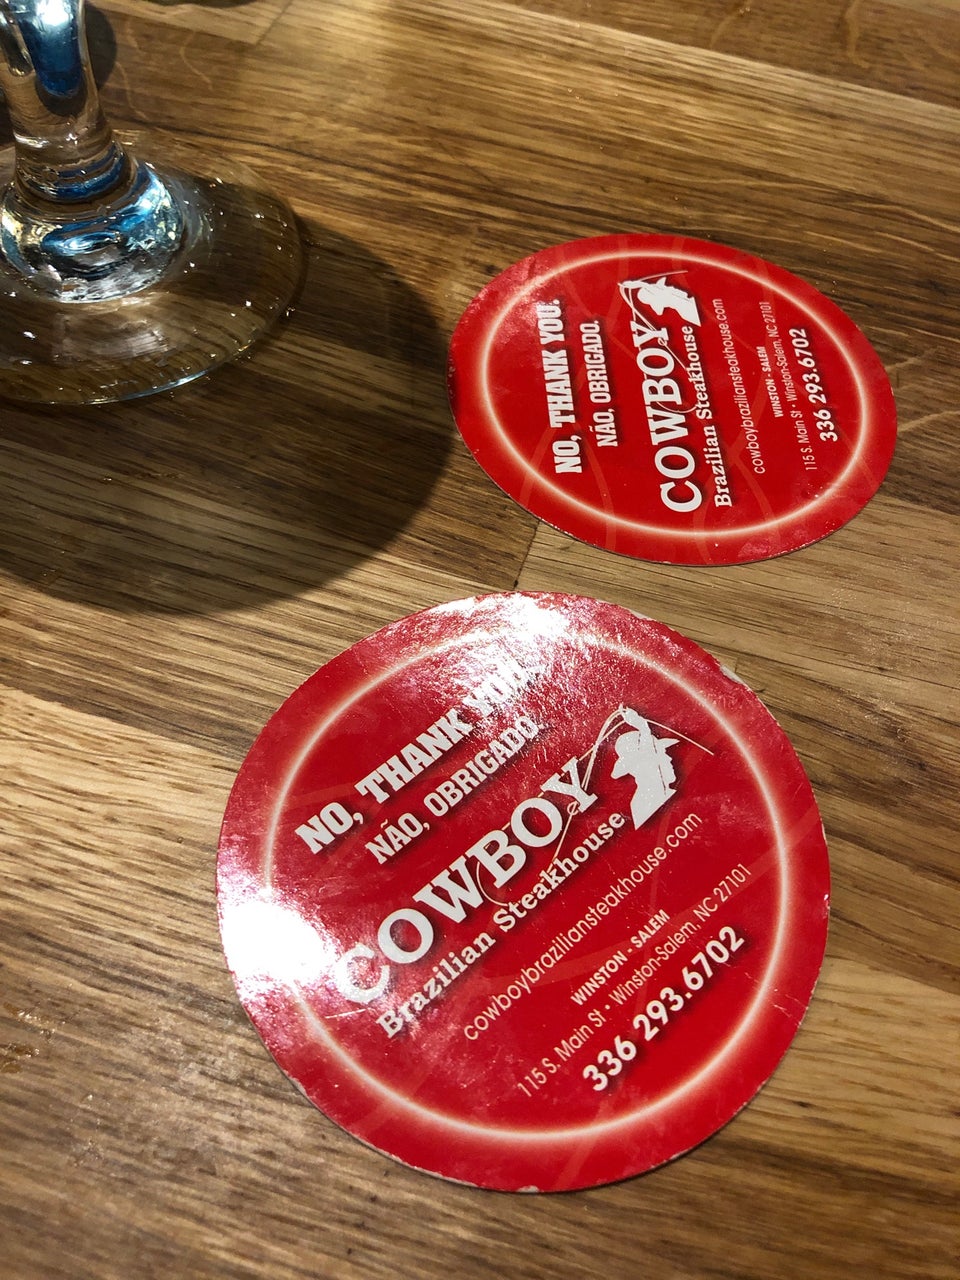 NO, THANK YOU.
NÃO, OBRIGADO.
COWBOY
Brazilian Steakhouse
cowboybraziliansteakhouse.com
WINSTON - SALEM
115 S. Main St • Winston-Salem, NC 27101
336 293.6702
NO, THANK YOU.
NÃO, OBRIGADO.
COWBOY
Brazilian Steakhouse
cowboybraziliansteakhouse.com
WINSTON - SALEM
115 S. Main St • Winston-Salem, NC 27101
336 293.6702